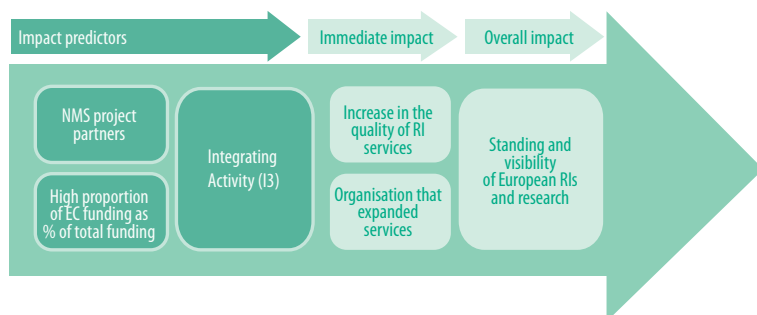 Impact predictors
Immediate impact
Overall impact
NMS project
partners
High proportion
of EC funding as
% of total funding
Integrating
Activity (I3)
Increase in the
quality of RI
services
Organisation that
expanded
services
Standing and
visibility
of European RIs
and research